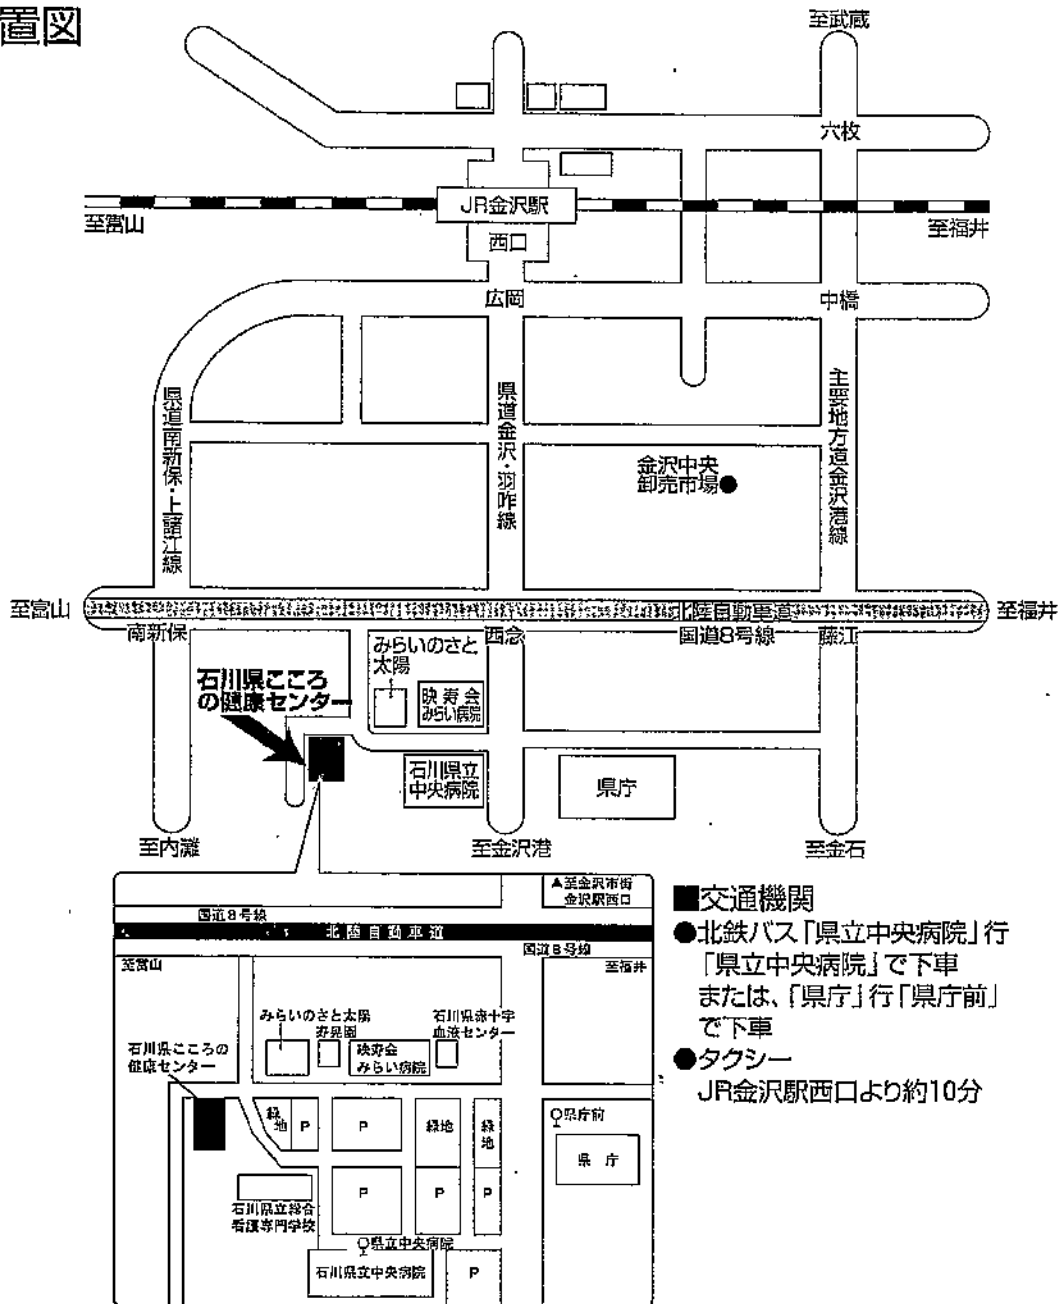 置図
至武蔵
六枚
JR金沢駅
至富山
至福井
西口
広岡
中橋
県道南新保・上諸江線
県道金沢・羽咋線
主要地方道金沢港線
金沢中央
卸売市場●
至富山
北陸自動車道
至福井
南新保
西念
国道8号線
藤江
みらいのさと
太陽
石川県こころ
の健康センター
映寿会
みらい病院
石川県立
中央病院
県庁
至内灘
至金沢港
至金石
▲至金沢市街
金沢駅西口
国道8号線
北陸自動車道
国道8号線
至富山
至福井
みらいのさと太陽
寿晃園
石川県赤十字
血液センター
石川県こころの
健康センター
映寿会
みらい病院
緑地
P
P
緑地
緑地
県庁前
県庁
P
P
P
石川県立総合
看護専門学校
県立中央病院
石川県立中央病院
P
■交通機関
●北鉄バス「県立中央病院」行
「県立中央病院」で下車
または、「県庁」行「県庁前」
で下車
●タクシー
JR金沢駅西口より約10分